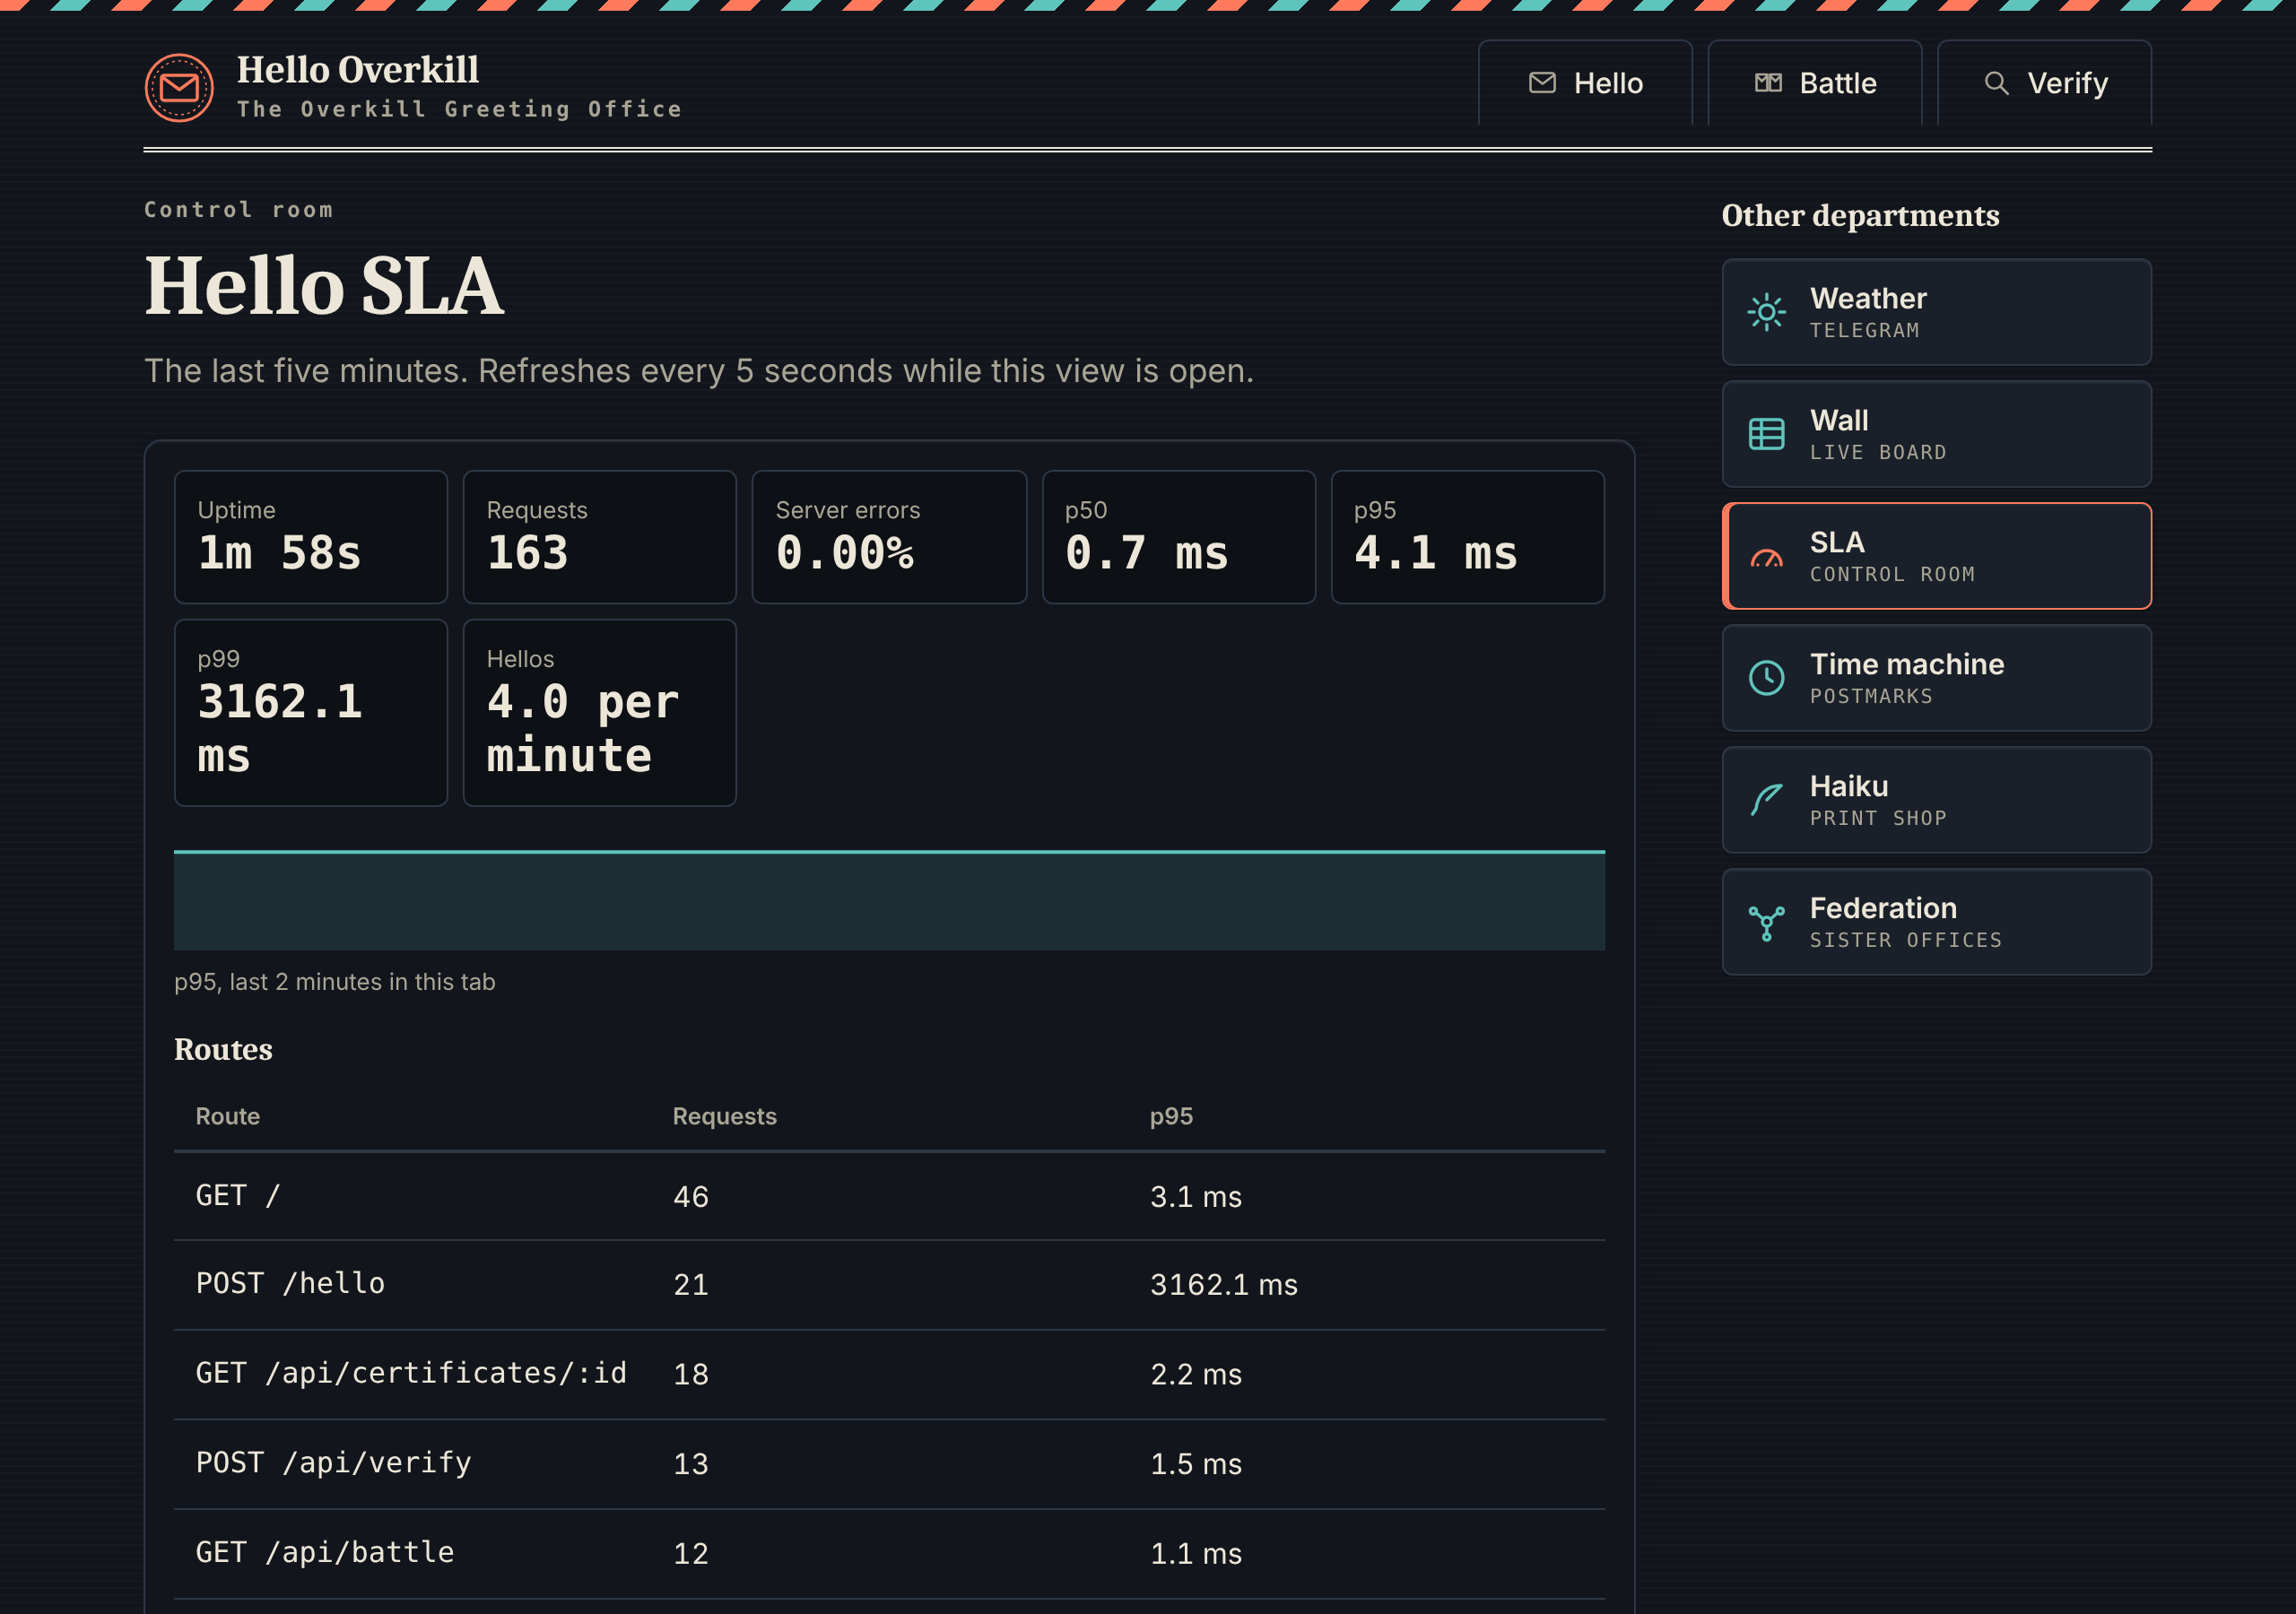 Hello Overkill
The Overkill Greeting Office
Hello
Battle
Verify
Control room
Hello SLA
The last five minutes. Refreshes every 5 seconds while this view is open.
Uptime
1m 58s
Requests
163
Server errors
0.00%
p50
0.7 ms
p95
4.1 ms
p99
3162.1
ms
Hellos
4.0 per
minute
p95, last 2 minutes in this tab
Routes
Route Requests p95
GET / 46 3.1 ms
POST /hello 21 3162.1 ms
GET /api/certificates/:id 18 2.2 ms
POST /api/verify 13 1.5 ms
GET /api/battle 12 1.1 ms
Other departments
Weather
TELEGRAM
Wall
LIVE BOARD
SLA
CONTROL ROOM
Time machine
POSTMARKS
Haiku
PRINT SHOP
Federation
SISTER OFFICES